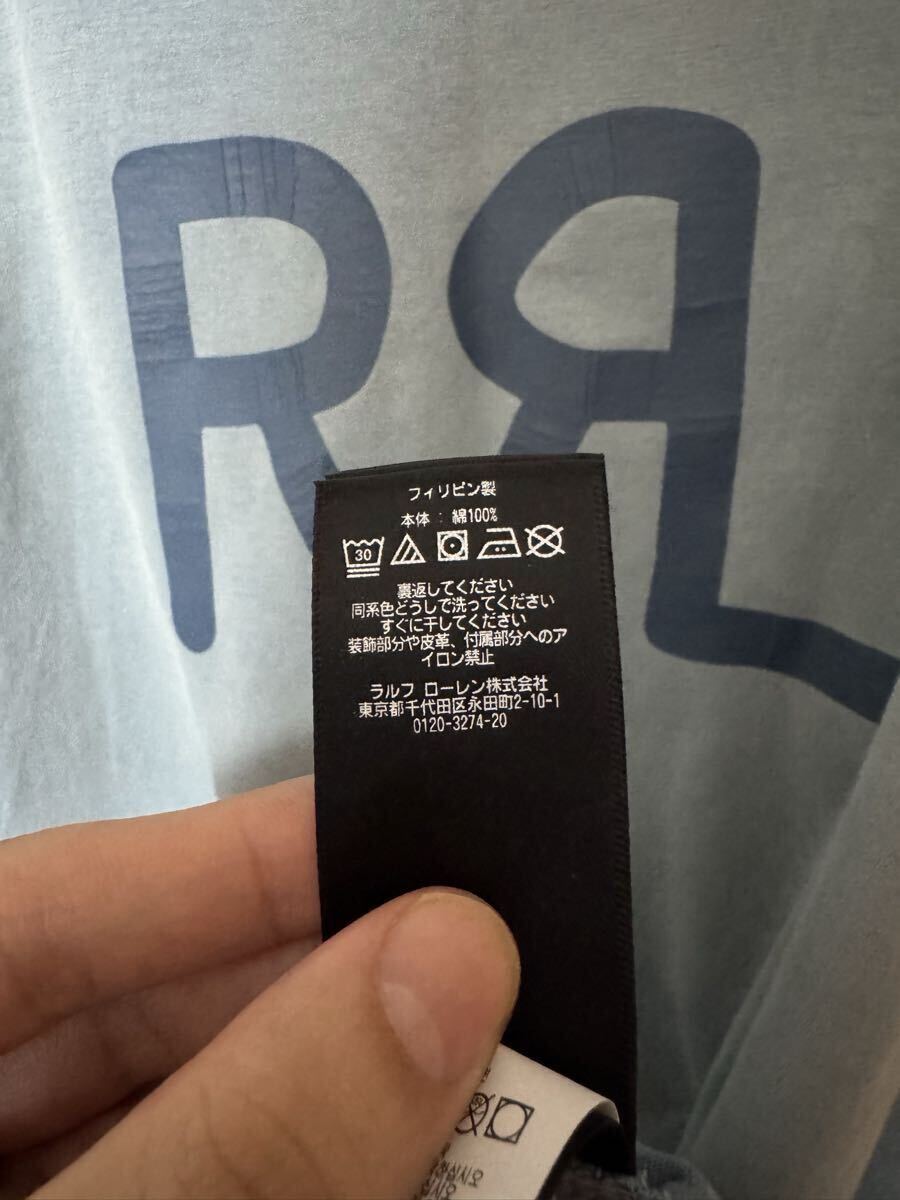 RRL
フィリピン製
本体 : 綿100%
30
裏返してください
同系色どうしで洗ってください
すぐに干してください
装飾部分や皮革、付属部分へのア
イロン禁止
ラルフ ローレン株式会社
東京都千代田区永田町2-10-1
0120-3274-20